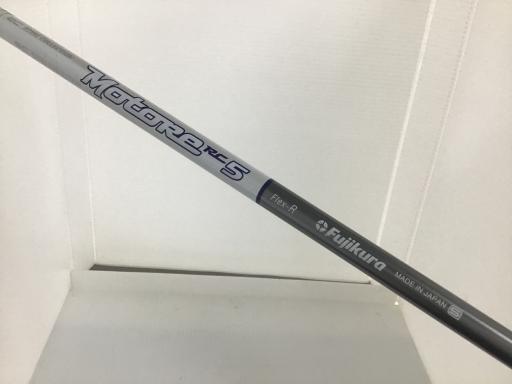 Motore RC 5
Flex-R
Fujikura
MADE IN JAPAN